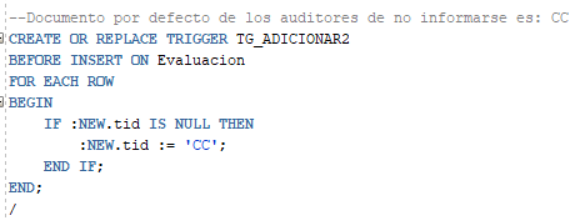 --Documento por defecto de los auditores de no informarse es: CC
CREATE OR REPLACE TRIGGER TG_ADICIONAR2
BEFORE INSERT ON Evaluacion
FOR EACH ROW
BEGIN
    IF :NEW.tid IS NULL THEN
        :NEW.tid := 'CC';
    END IF;
END;
/